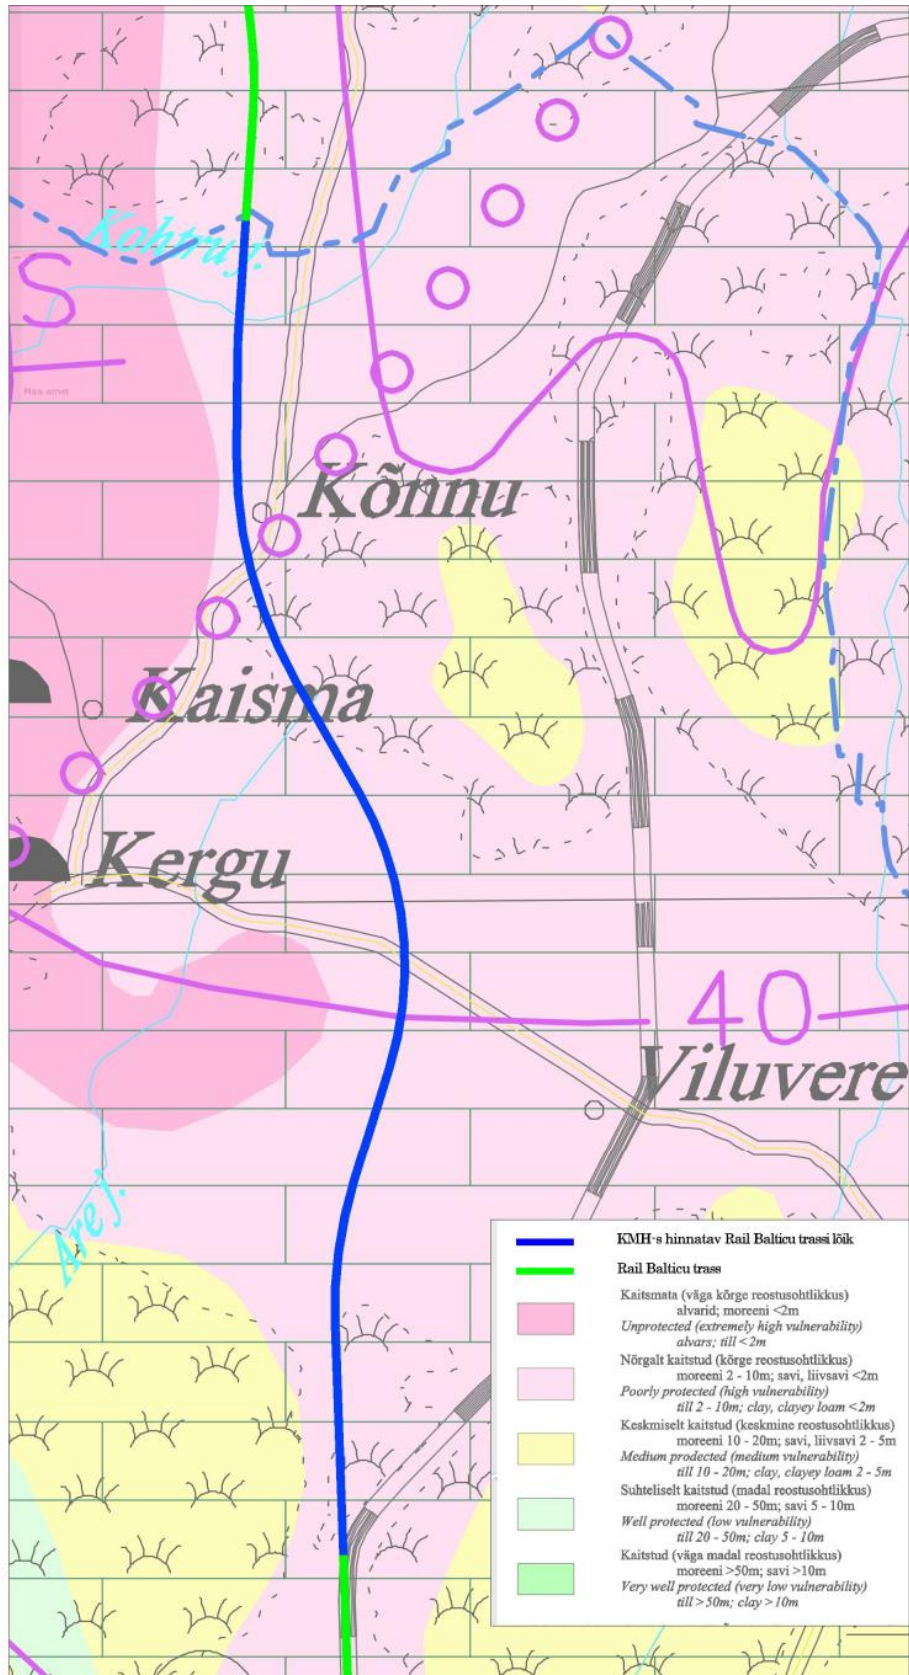 Kohtru j.
S
Maa-amet
Kõnnu
Kaisma
Kergu
40
Viluvere
Are j.
KMH-s hinnatav Rail Balticu trassi lõik
Rail Balticu trass
Kaitsmata (väga kõrge reostusohtlikkus)
alvarid; moreeni <2m
Unprotected (extremely high vulnerability)
alvars; till <2m
Nõrgalt kaitstud (kõrge reostusohtlikkus)
moreeni 2 - 10m; savi, liivsavi <2m
Poorly protected (high vulnerability)
till 2 - 10m; clay, clayey loam <2m
Keskmiselt kaitstud (keskmine reostusohtlikkus)
moreeni 10 - 20m; savi, liivsavi 2 - 5m
Medium prodected (medium vulnerability)
till 10 - 20m; clay, clayey loam 2 - 5m
Suhteliselt kaitstud (madal reostusohtlikkus)
moreeni 20 - 50m; savi 5 - 10m
Well protected (low vulnerability)
till 20 - 50m; clay 5 - 10m
Kaitstud (väga madal reostusohtlikkus)
moreeni >50m; savi >10m
Very well protected (very low vulnerability)
till >50m; clay >10m